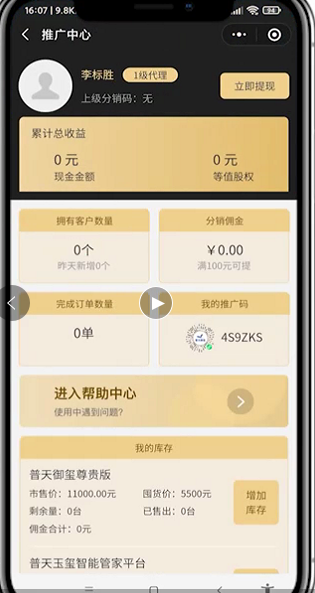 16:07 | 9.8K
94
推广中心
李标胜 1级代理
上级分销码：无
立即提现
累计总收益
0 元 0 元
现金金额 等值股权
拥有客户数量 分销佣金
0个 ￥0.00
昨天新增0个 满100元可提
完成订单数量 我的推广码
0单 4S9ZKS
进入帮助中心
使用中遇到问题?
我的库存
普天御玺尊贵版
市售价：11000.00元 囤货价：5500元
剩余量：0台 已售出：0台
佣金合计：0元
增加
库存
普天玉玺智能管家平台